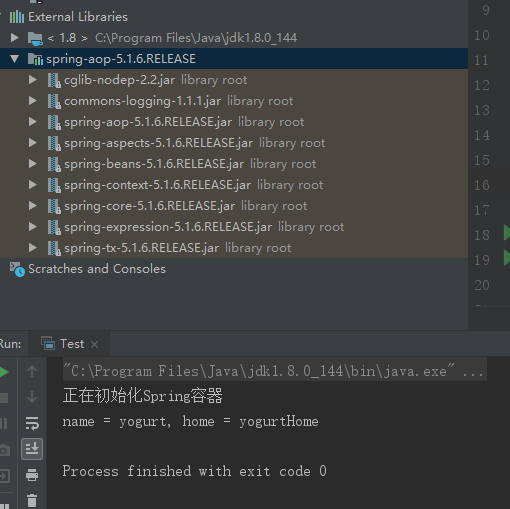 External Libraries
< 1.8 > C:\Program Files\Java\jdk1.8.0_144
spring-aop-5.1.6.RELEASE
cglib-nodep-2.2.jar library root
commons-logging-1.1.1.jar library root
spring-aop-5.1.6.RELEASE.jar library root
spring-aspects-5.1.6.RELEASE.jar library root
spring-beans-5.1.6.RELEASE.jar library root
spring-context-5.1.6.RELEASE.jar library root
spring-core-5.1.6.RELEASE.jar library root
spring-expression-5.1.6.RELEASE.jar library root
spring-tx-5.1.6.RELEASE.jar library root
Scratches and Consoles
9
10
11
12
13
14
15
16
17
18
19
20
Run: Test
"C:\Program Files\Java\jdk1.8.0_144\bin\java.exe" ...
正在初始化Spring容器
name = yogurt, home = yogurtHome
Process finished with exit code 0